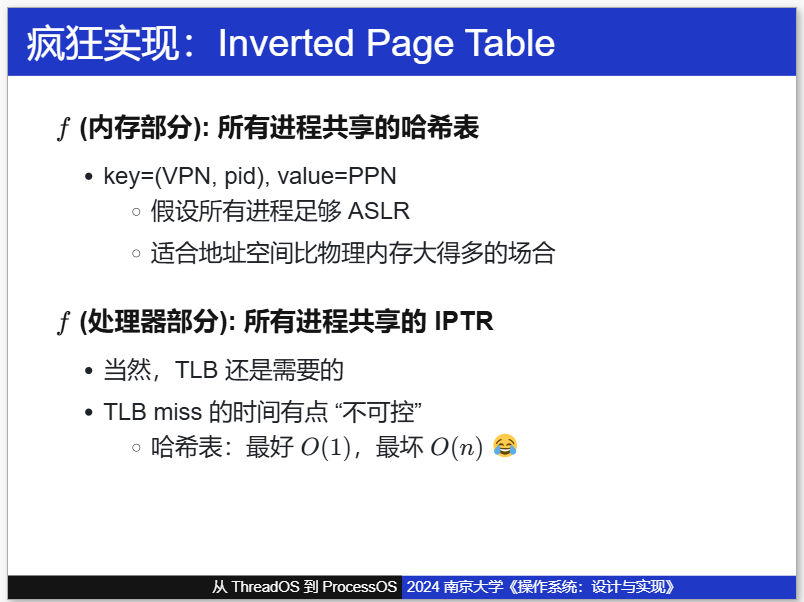 疯狂实现：Inverted Page Table
f (内存部分): 所有进程共享的哈希表
• key=(VPN, pid), value=PPN
◦ 假设所有进程足够 ASLR
◦ 适合地址空间比物理内存大得多的场合
f (处理器部分): 所有进程共享的 IPTR
• 当然，TLB 还是需要的
• TLB miss 的时间有点 “不可控”
◦ 哈希表：最好 O(1)，最坏 O(n) 😂
从 ThreadOS 到 ProcessOS 2024 南京大学《操作系统：设计与实现》